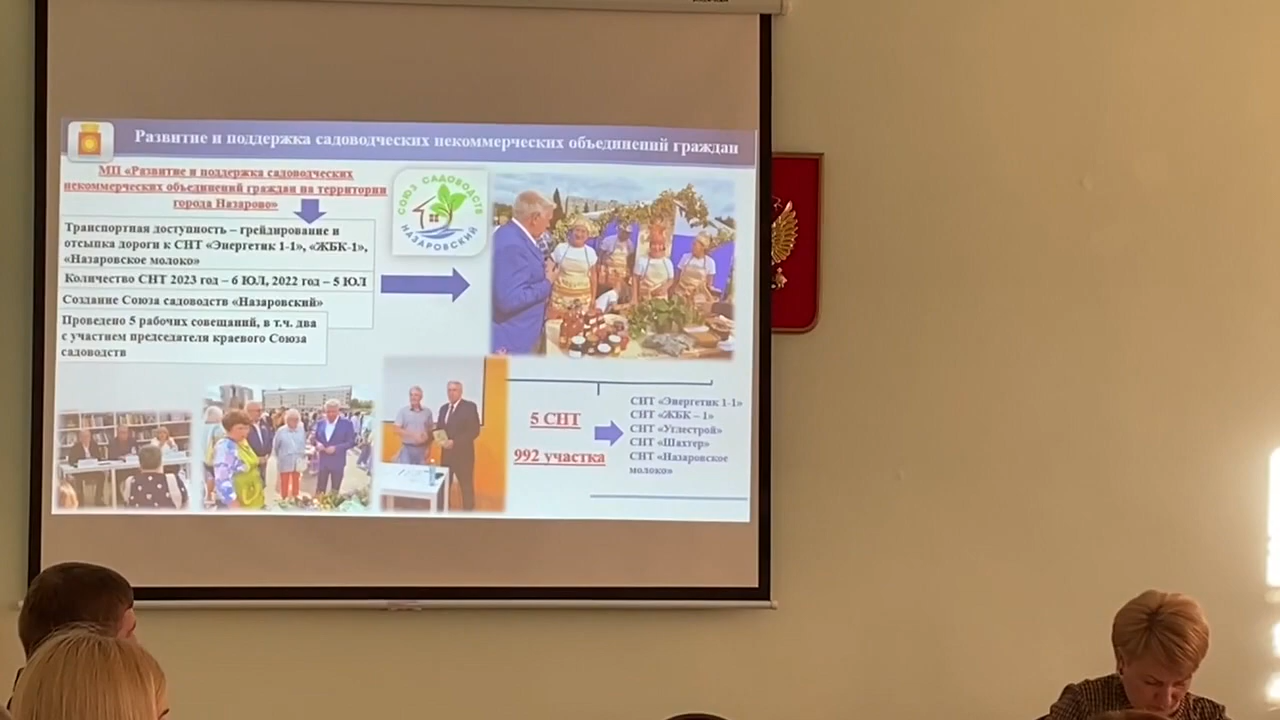 Развитие и поддержка садоводческих некоммерческих объединений граждан
МП «Развитие и поддержка садоводческих
некоммерческих объединений граждан на территории
города Назарово»
Транспортная доступность – грейдирование и
отсыпка дороги к СНТ «Энергетик 1-1», «ЖБК-1»,
«Назаровское молоко»
Количество СНТ 2023 год – 6 ЮЛ, 2022 год – 5 ЮЛ
Создание Союза садоводств «Назаровский»
Проведено 5 рабочих совещаний, в т.ч. два
с участием председателя краевого Союза
садоводств
СОЮЗ САДОВОДСТВ
НАЗАРОВСКИЙ
5 СНТ
992 участка
СНТ «Энергетик 1-1»
СНТ «ЖБК – 1»
СНТ «Углестрой»
СНТ «Шахтер»
СНТ «Назаровское
молоко»